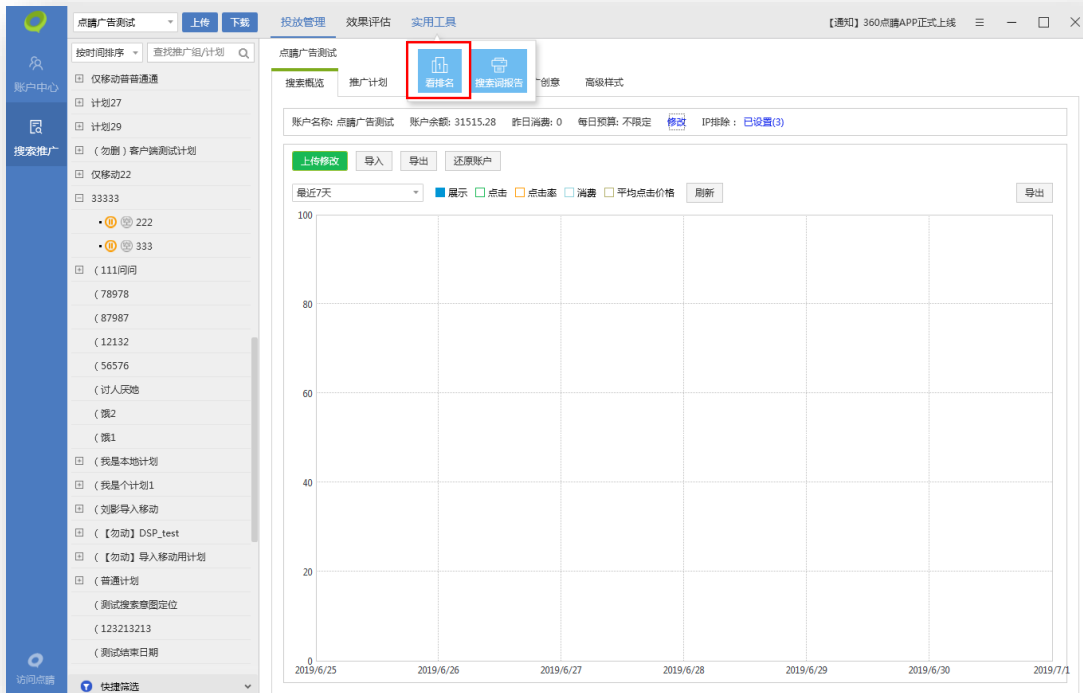 点睛广告测试 上传 下载 投放管理 效果评估 实用工具 【通知】360点睛APP正式上线
账户中心
搜索推广
访问点睛
按时间排序 查找推广组/计划
仅移动普普通通
计划27
计划29
（勿删）客户端测试计划
仅移动22
33333
222
333
（111问问
（78978
（87987
（12132
（56576
（讨人厌她
（饿2
（饿1
（我是本地计划
（我是个计划1
（刘影导入移动
（【勿动】DSP_test
（【勿动】导入移动用计划
（普通计划
（测试搜索意图定位
（123213213
（测试结束日期
快捷筛选
点睛广告测试
看排名 搜索词报告
搜索概览 推广计划 创意 高级样式
账户名称: 点睛广告测试 账户余额: 31515.28 昨日消费: 0 每日预算: 不限定 修改 IP排除： 已设置(3)
上传修改 导入 导出 还原账户
最近7天 展示 点击 点击率 消费 平均点击价格 刷新 导出
100
80
60
40
20
0
2019/6/25 2019/6/26 2019/6/27 2019/6/28 2019/6/29 2019/6/30 2019/7/1